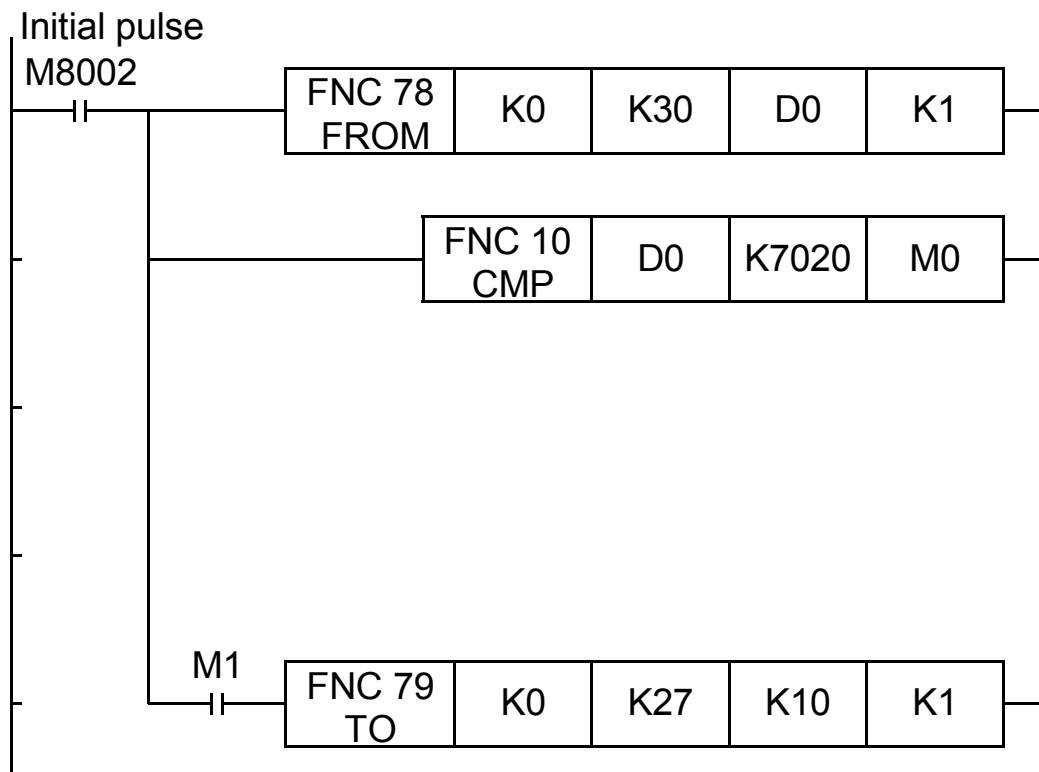 Initial pulse
M8002
FNC 78
FROM
K0
K30
D0
K1
FNC 10
CMP
D0
K7020
M0
M1
FNC 79
TO
K0
K27
K10
K1